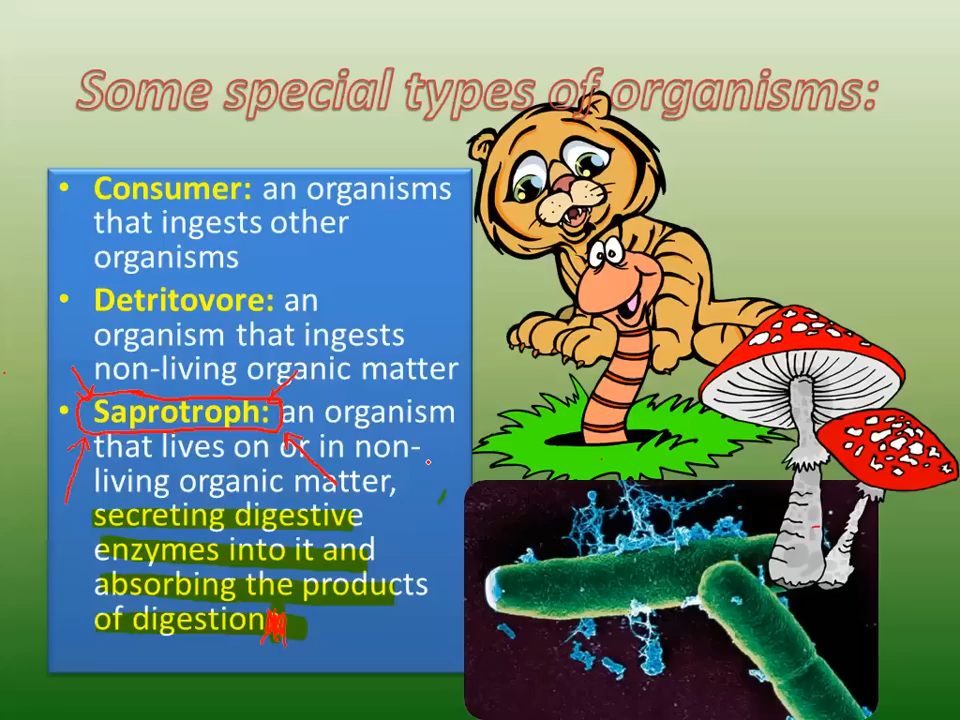 Some special types of organisms:
• Consumer: an organisms
that ingests other
organisms
• Detritovore: an
organism that ingests
non-living organic matter
• Saprotroph: an organism
that lives on or in non-
living organic matter,
secreting digestive
enzymes into it and
absorbing the products
of digestion